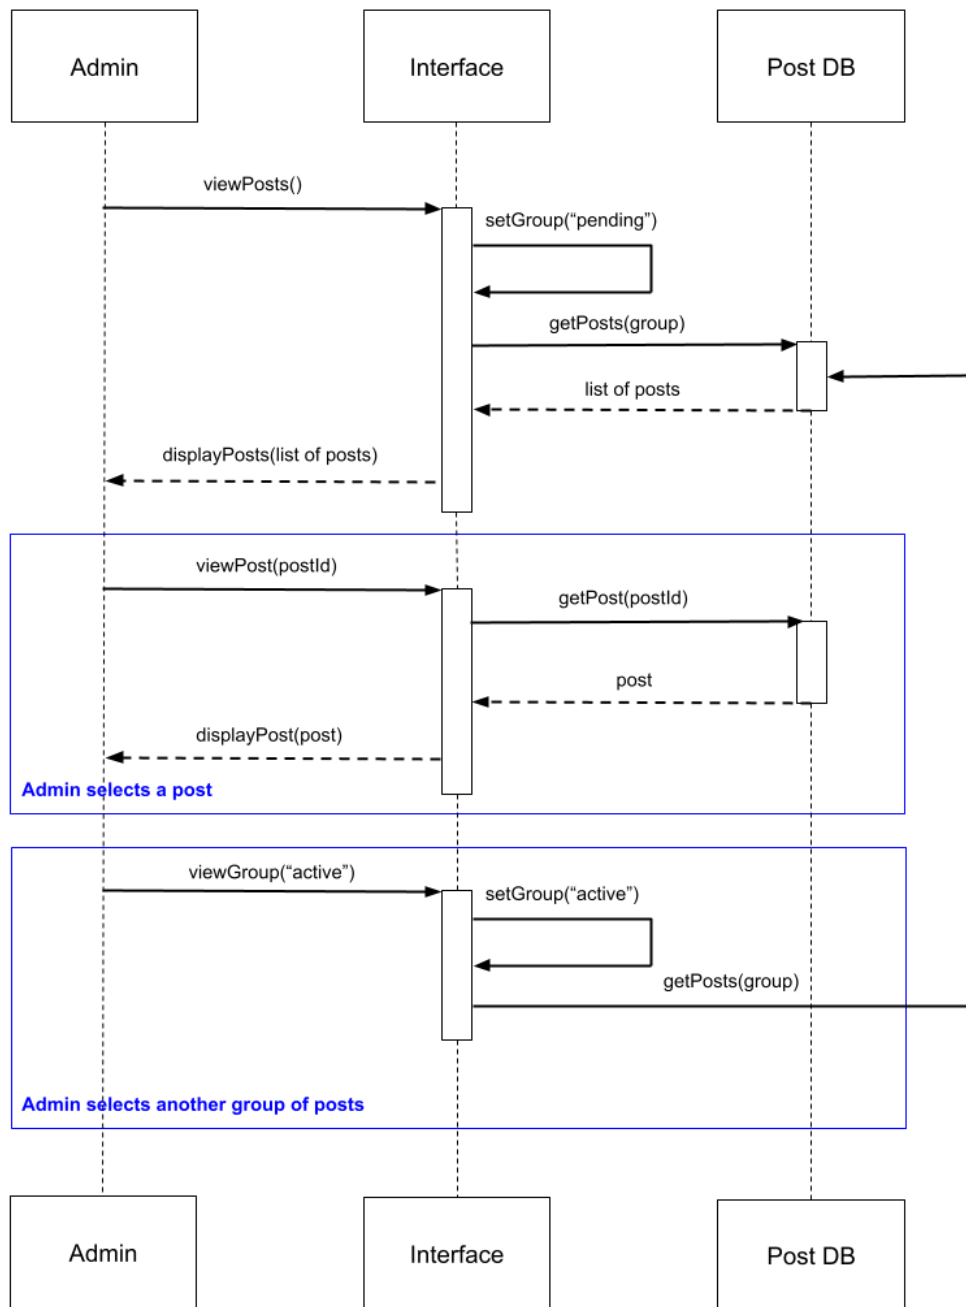 Admin
Interface
Post DB
viewPosts()
setGroup(“pending”)
getPosts(group)
list of posts
displayPosts(list of posts)
viewPost(postId)
getPost(postId)
post
displayPost(post)
Admin selects a post
viewGroup(“active”)
setGroup(“active”)
getPosts(group)
Admin selects another group of posts
Admin
Interface
Post DB